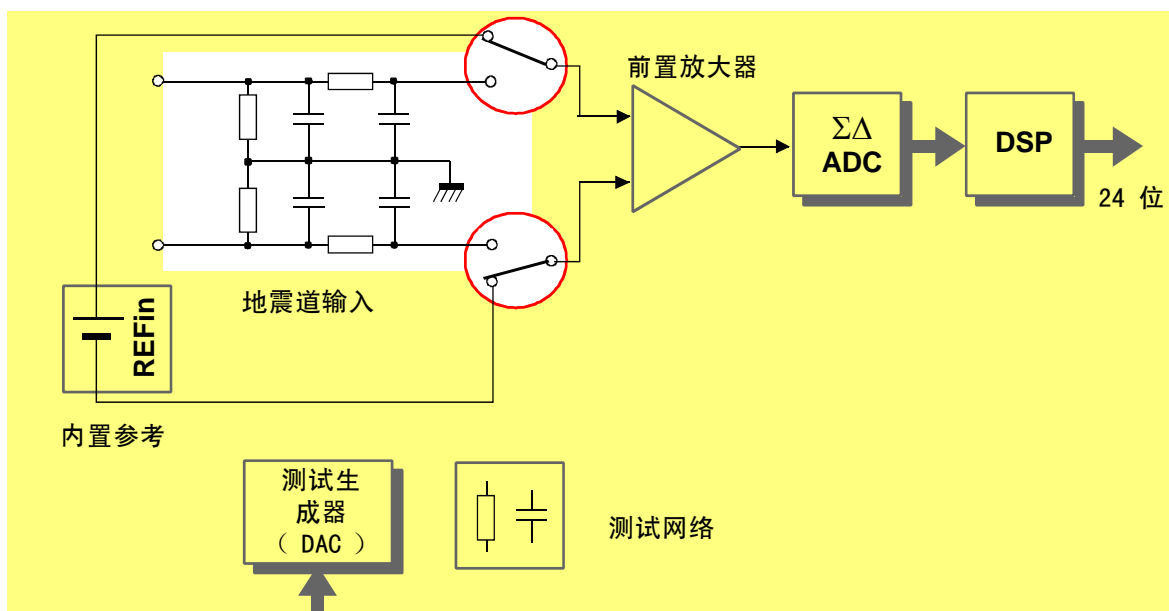 前置放大器
ΣΔ
ADC
DSP
24 位
地震道输入
REFin
内置参考
测试生
成器
（ DAC ）
测试网络